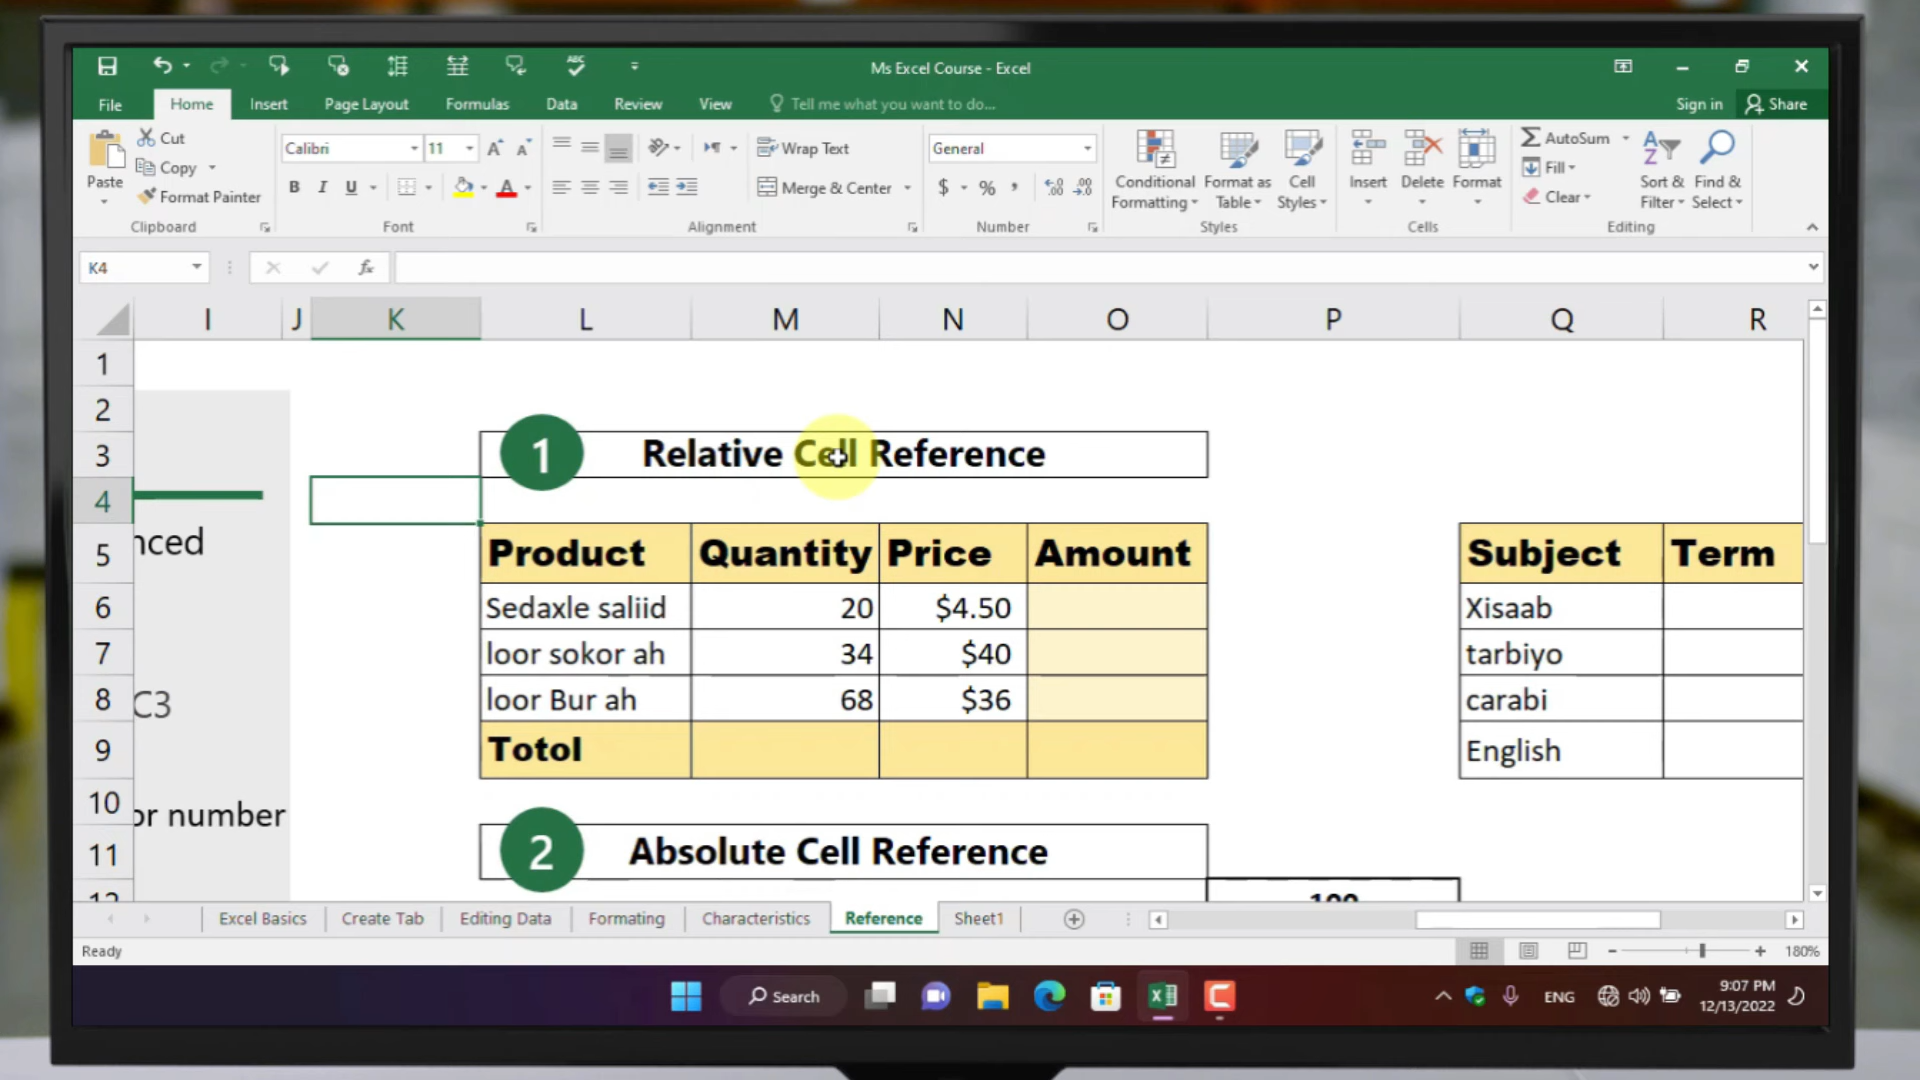 Ms Excel Course - Excel
File Home Insert Page Layout Formulas Data Review View Tell me what you want to do... Sign in Share
Paste
Cut
Copy
Format Painter
Clipboard
Calibri 11
B I U A
Font
Wrap Text
Merge & Center
Alignment
General
$ % ,
Number
Conditional Formatting
Format as Table
Cell Styles
Styles
Insert Delete Format
Cells
AutoSum
Fill
Clear
Sort & Filter
Find & Select
Editing
K4 fx
I J K L M N O P Q R
1
2
3 1 Relative Cell Reference
4
5 nced Product Quantity Price Amount Subject Term
6 Sedaxle saliid 20 $4.50 Xisaab
7 loor sokor ah 34 $40 tarbiyo
8 C3 loor Bur ah 68 $36 carabi
9 Totol English
10 or number
11 2 Absolute Cell Reference
12 100
Excel Basics Create Tab Editing Data Formating Characteristics Reference Sheet1
Ready 180%
Search ENG 9:07 PM
12/13/2022